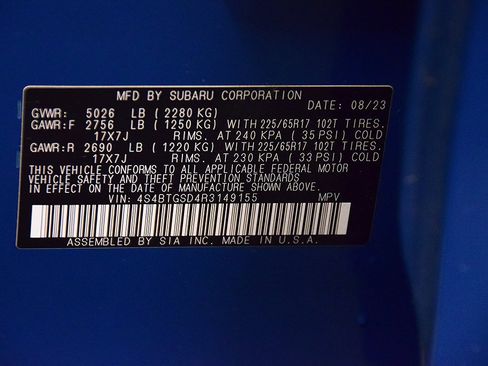 MFD BY SUBARU CORPORATION
GVWR: 5026 LB (2280 KG) DATE: 08/23
GAWR:F 2756 LB (1250 KG) WITH 225/65R17 102T TIRES.
17X7J RIMS. AT 240 KPA (35 PSI) COLD
GAWR:R 2690 LB (1220 KG) WITH 225/65R17 102T TIRES.
17X7J RIMS. AT 230 KPA (33 PSI) COLD
THIS VEHICLE CONFORMS TO ALL APPLICABLE FEDERAL MOTOR
VEHICLE SAFETY AND THEFT PREVENTION STANDARDS
IN EFFECT ON THE DATE OF MANUFACTURE SHOWN ABOVE.
VIN: 4S4BTGSD4R3149155 MPV
ASSEMBLED BY SIA INC. MADE IN U.S.A.